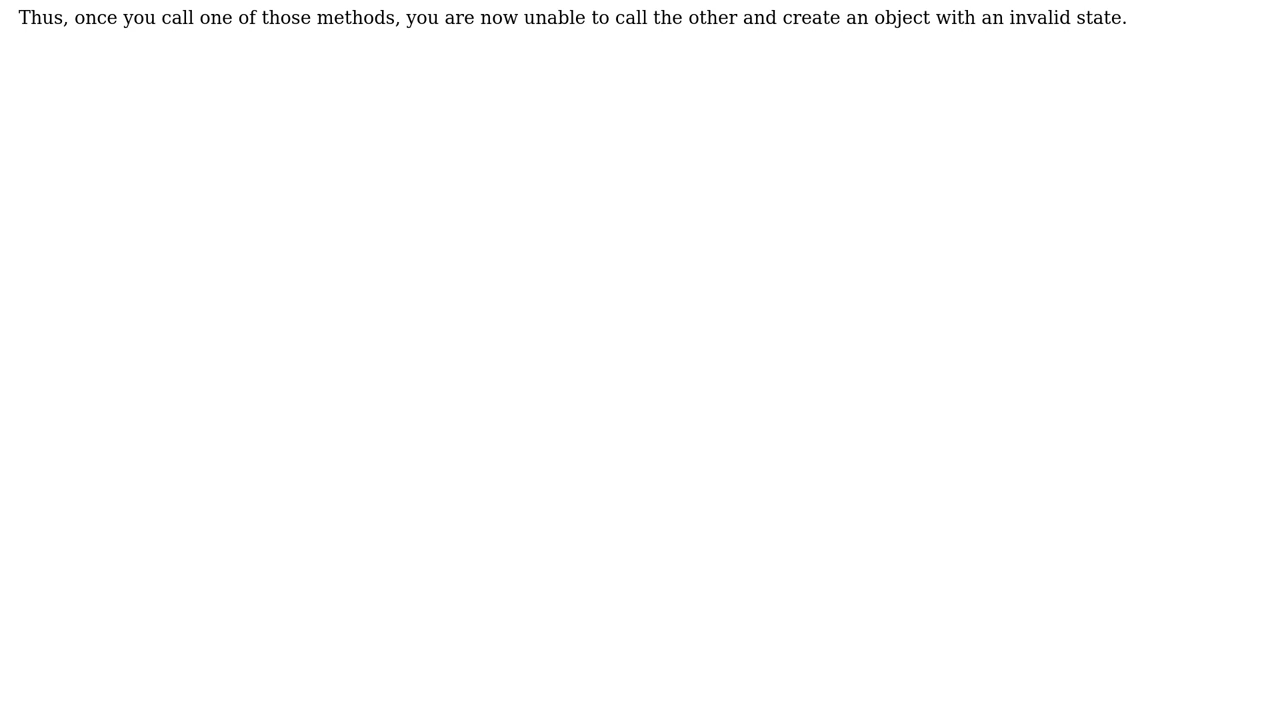 Thus, once you call one of those methods, you are now unable to call the other and create an object with an invalid state.